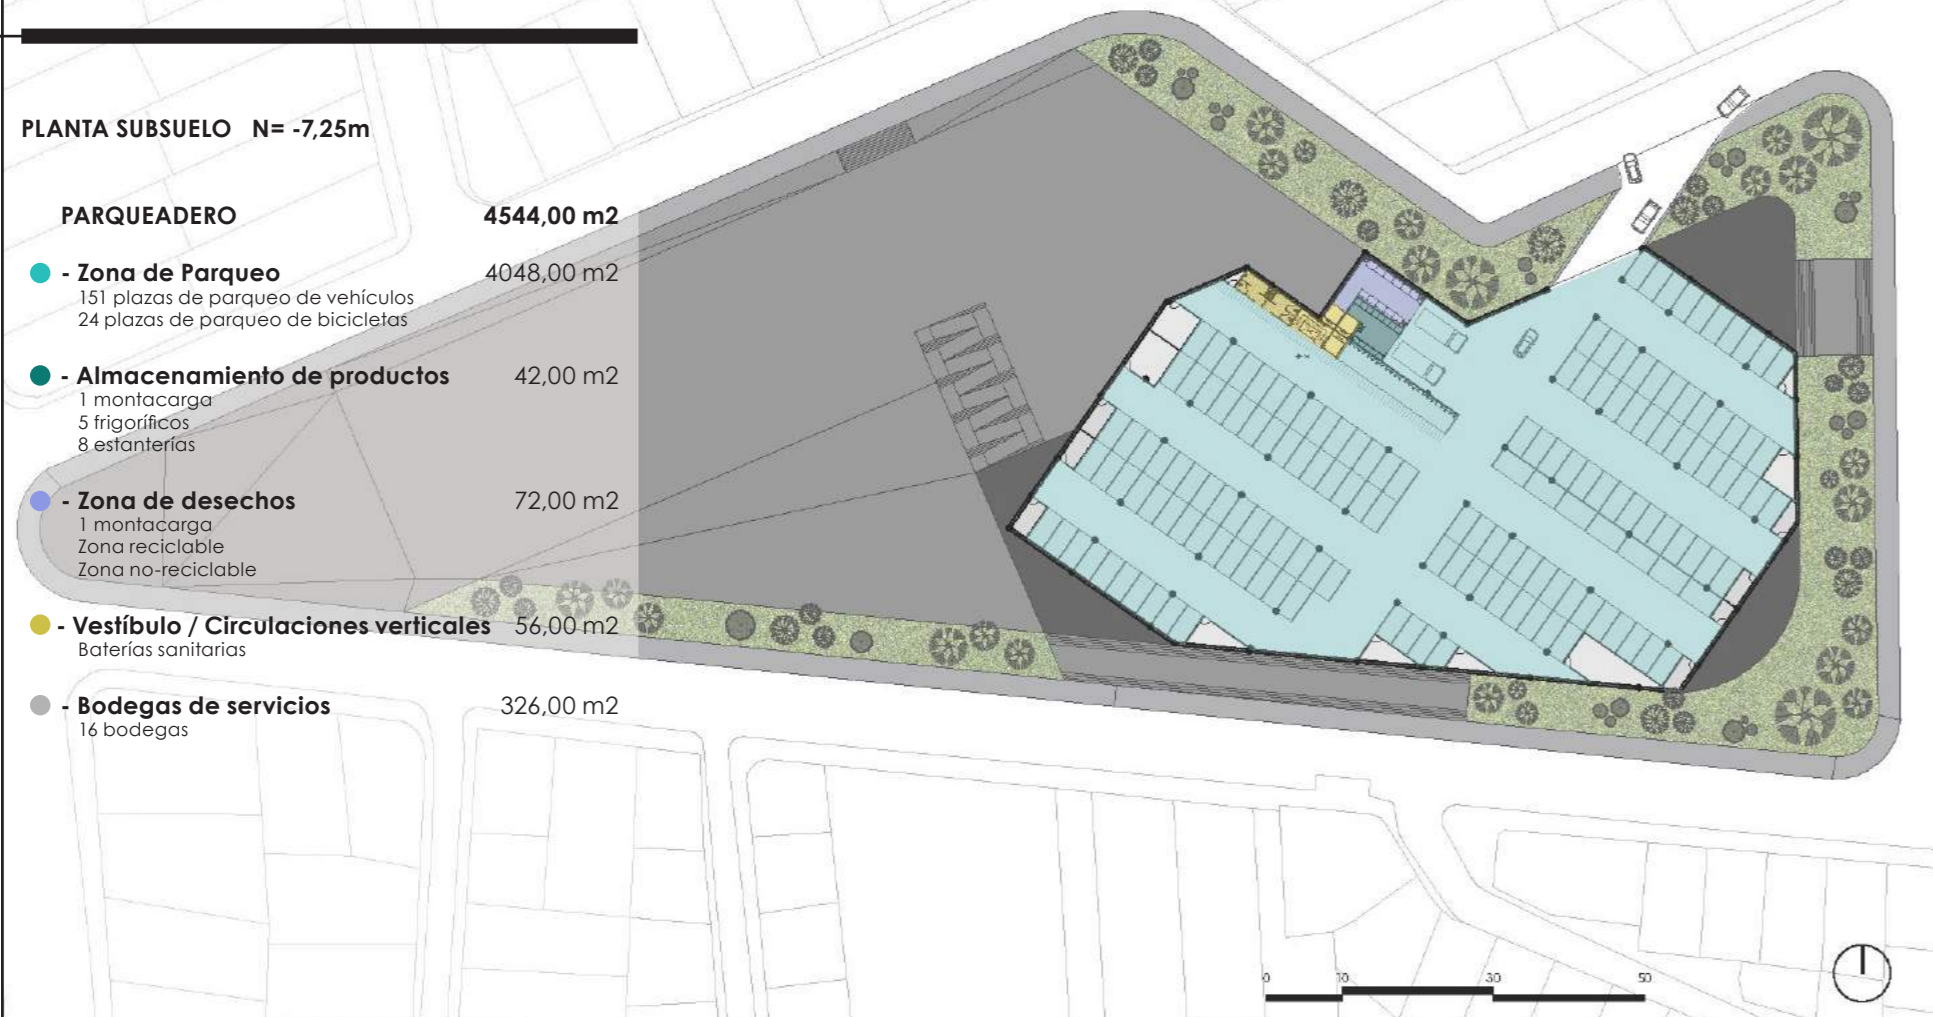 PLANTA SUBSUELO N= -7,25m
PARQUEADERO 4544,00 m2
- Zona de Parqueo 4048,00 m2
151 plazas de parqueo de vehículos
24 plazas de parqueo de bicicletas
- Almacenamiento de productos 42,00 m2
1 montacarga
5 frigoríficos
8 estanterías
- Zona de desechos 72,00 m2
1 montacarga
Zona reciclable
Zona no-reciclable
- Vestíbulo / Circulaciones verticales 56,00 m2
Baterías sanitarias
- Bodegas de servicios 326,00 m2
16 bodegas
0 10 30 50